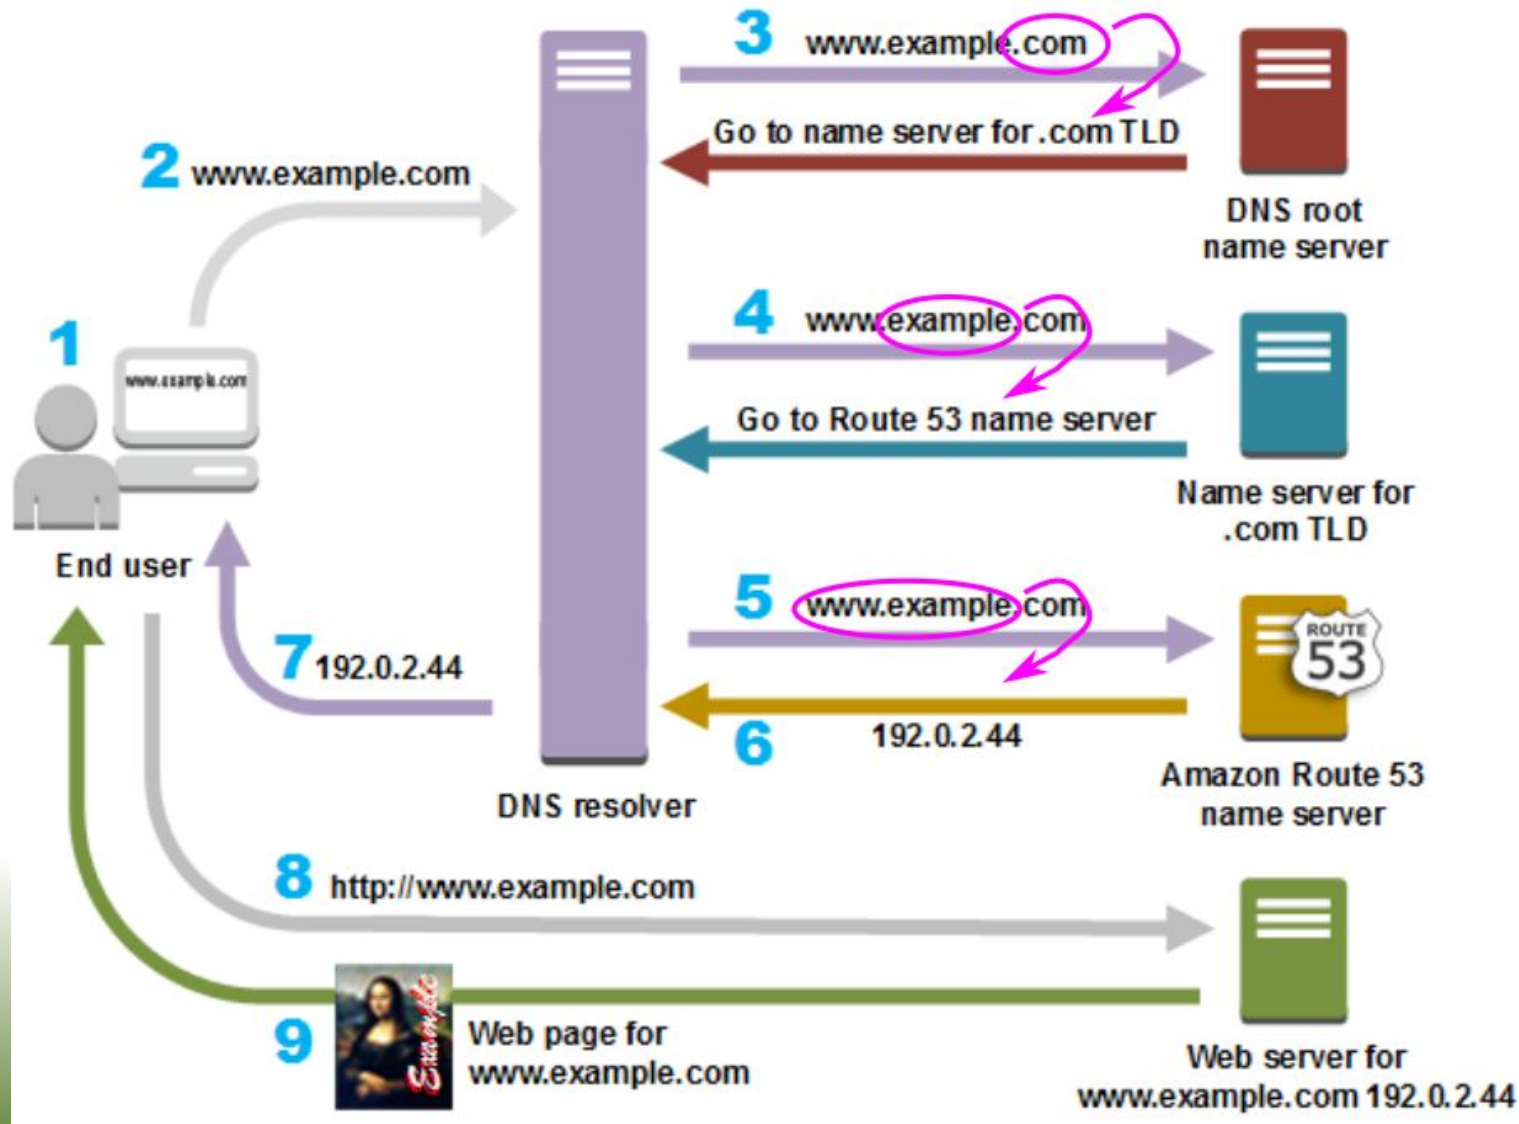 3 www.example.com
Go to name server for .com TLD
DNS root
name server
2 www.example.com
4 www.example.com
Go to Route 53 name server
Name server for
.com TLD
1
www.example.com
End user
5 www.example.com
ROUTE
53
6 192.0.2.44
Amazon Route 53
name server
7 192.0.2.44
DNS resolver
8 http://www.example.com
9
Example
Web page for
www.example.com
Web server for
www.example.com 192.0.2.44